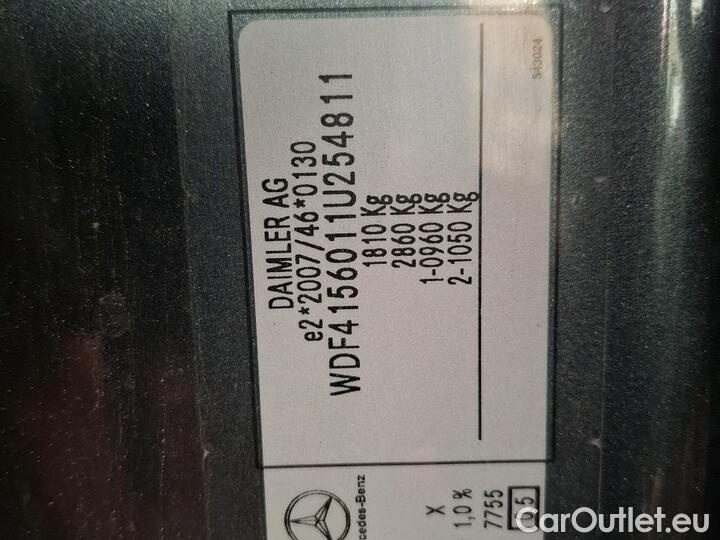 DAIMLER AG
e2*2007/46*0130
WDF4156011U254811
1810 Kg
2860 Kg
1-0960 Kg
2-1050 Kg
543024
cedes-Benz
X
1,0%
7755
CarOutlet.eu